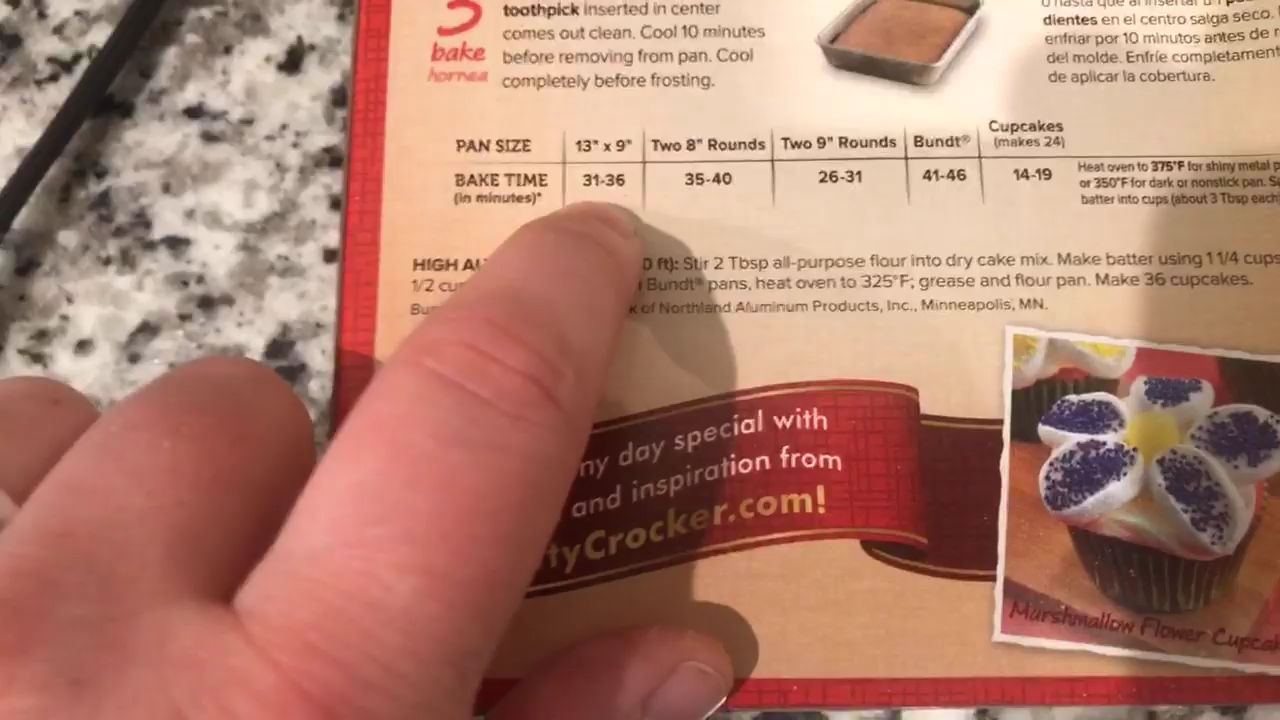 3
toothpick inserted in center
comes out clean. Cool 10 minutes
before removing from pan. Cool
completely before frosting.
bake
hornea
dientes en el centro salga seco.
enfriar por 10 minutos antes de
del molde. Enfríe
de aplicar la cobertura.
PAN SIZE 13" x 9" Two 8" Rounds Two 9" Rounds Bundt® Cupcakes (makes 24)
BAKE TIME (in minutes)* 31-36 35-40 26-31 41-46 14-19
Heat oven to 375°F for shiny metal
or 350°F for dark or nonstick pan.
batter into cups (about 3 Tbsp each
HIGH 0 ft): Stir 2 Tbsp all-purpose flour into dry cake mix. Make batter using 1 1/4 cups
1/2 Bundt® pans, heat oven to 325°F; grease and flour pan. Make 36 cupcakes.
of Northland Aluminum Products, Inc., Minneapolis, MN.
ny day special with
and inspiration from
tyCrocker.com!
Marshmallow Flower